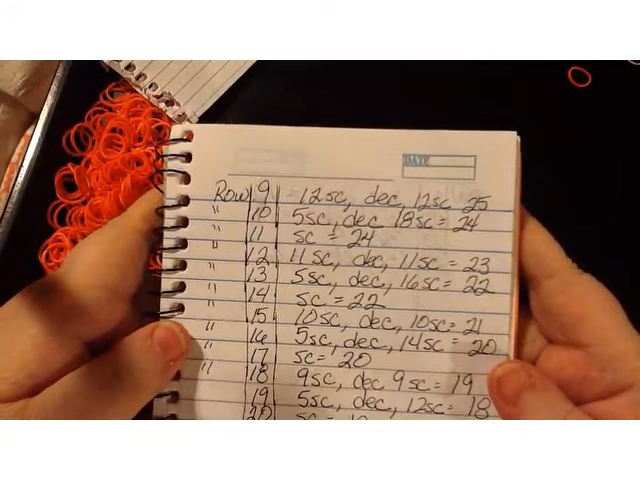 DATE
Row 9 12sc, dec, 12sc 25
" 10 5sc, dec 18sc = 24
" 11 sc = 24
" 12 11sc, dec, 11sc = 23
" 13 5sc, dec, 16sc = 22
" 14 sc = 22
" 15 10sc, dec, 10sc = 21
" 16 5sc, dec, 14sc = 20
" 17 sc = 20
" 18 9sc, dec 9sc = 19
19 5sc, dec, 12sc = 18
20 sc =